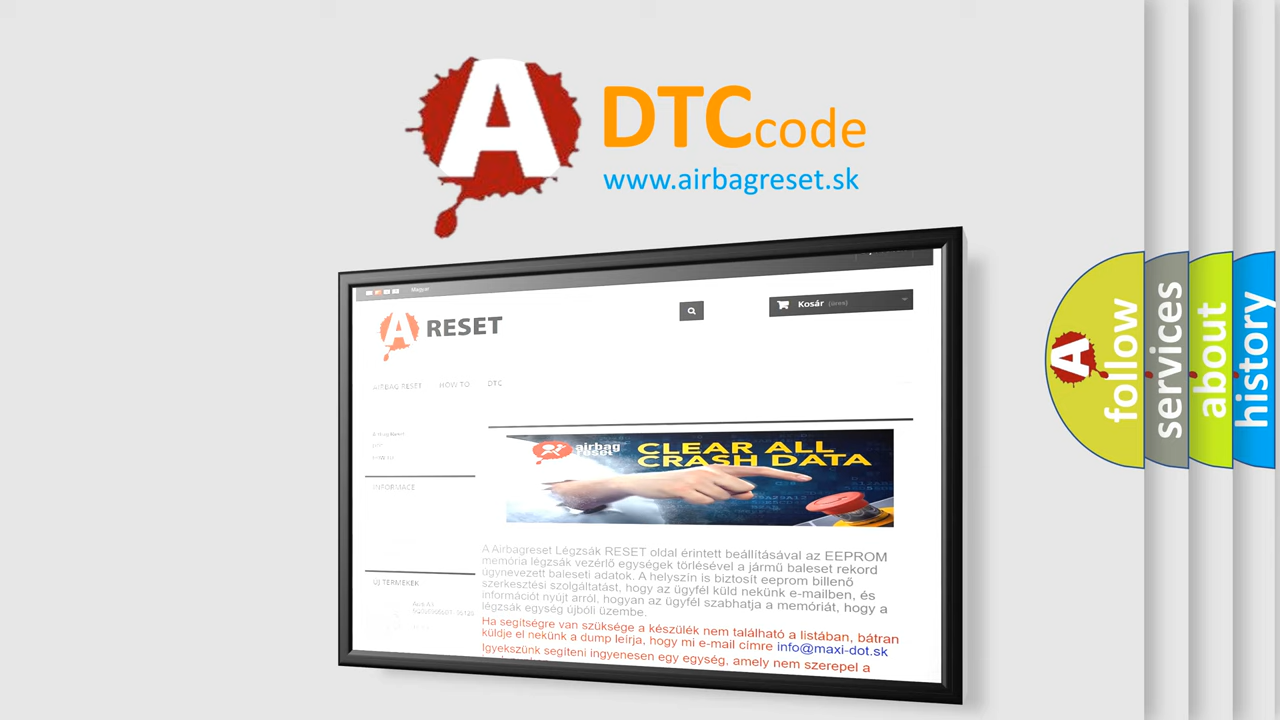 A DTCcode
www.airbagreset.sk
Magyar
Kosár (üres)
A RESET
AIRBAG RESET HOW TO DTC
airbag
reset
CLEAR ALL
CRASH DATA
INFORMACE
A Airbagreset Légzsák RESET oldal érintett beállításával az EEPROM
memória légzsák vezérlő egységek törlésével a jármű baleset rekord
úgynevezett baleseti adatok. A helyszín is biztosít eeprom billenő
szerkesztési szolgáltatást, hogy az ügyfél küld nekünk e-mailben, és
információt nyújt arról, hogyan az ügyfél szabhatja a memóriát, hogy a
légzsák egység újbóli üzembe.
ÚJ TERMÉKEK
Ha segítségre van szüksége a készülék nem található a listában, bátran
küldje el nekünk a dump leírja, hogy mi e-mail címre info@maxi-dot.sk
Igyekszünk segíteni ingyenesen egy egység, amely nem szerepel a
A
follow
services
about
history